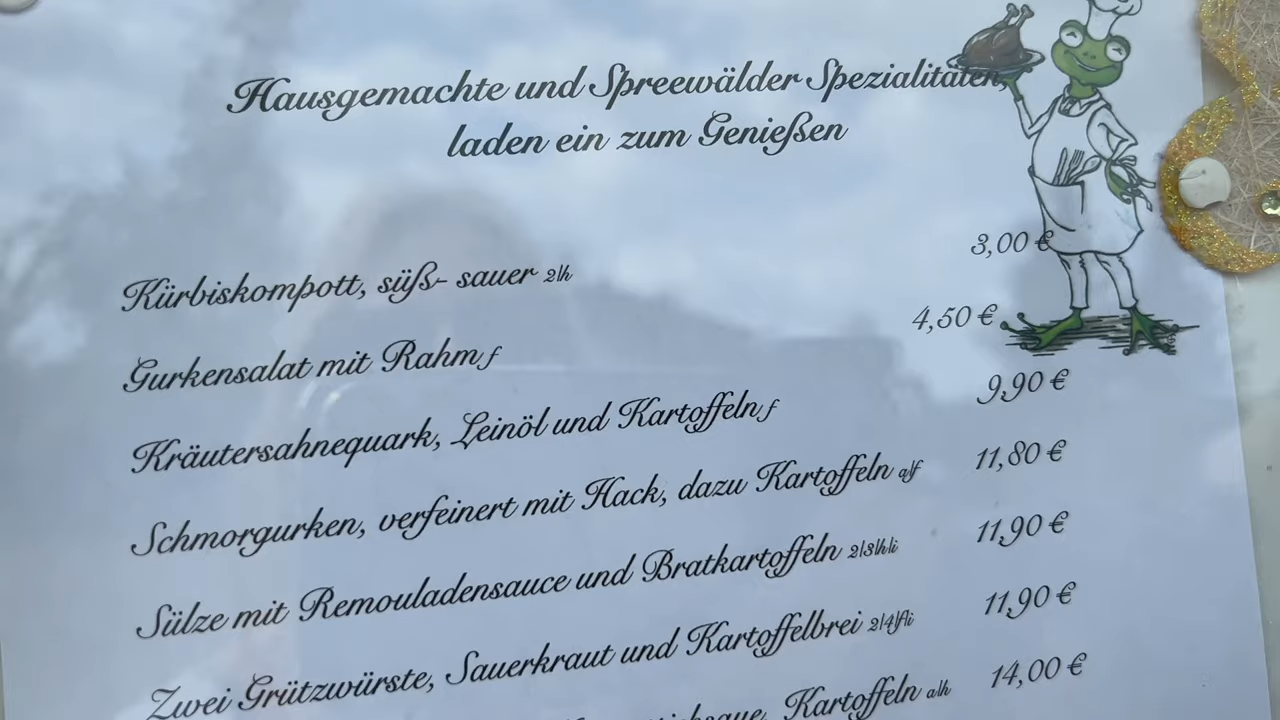 Hausgemachte und Spreewälder Spezialitäten,
laden ein zum Genießen
Kürbiskompott, süß- sauer 2|h 3,00 €
Gurkensalat mit Rahm f 4,50 €
Kräutersahnequark, Leinöl und Kartoffeln f 9,90 €
Schmorgurken, verfeinert mit Hack, dazu Kartoffeln a|f 11,80 €
Sülze mit Remouladensauce und Bratkartoffeln 2|3|h|i 11,90 €
Zwei Grützwürste, Sauerkraut und Kartoffelbrei 2|4|f|i 11,90 €
Kartoffeln a|h 14,00 €